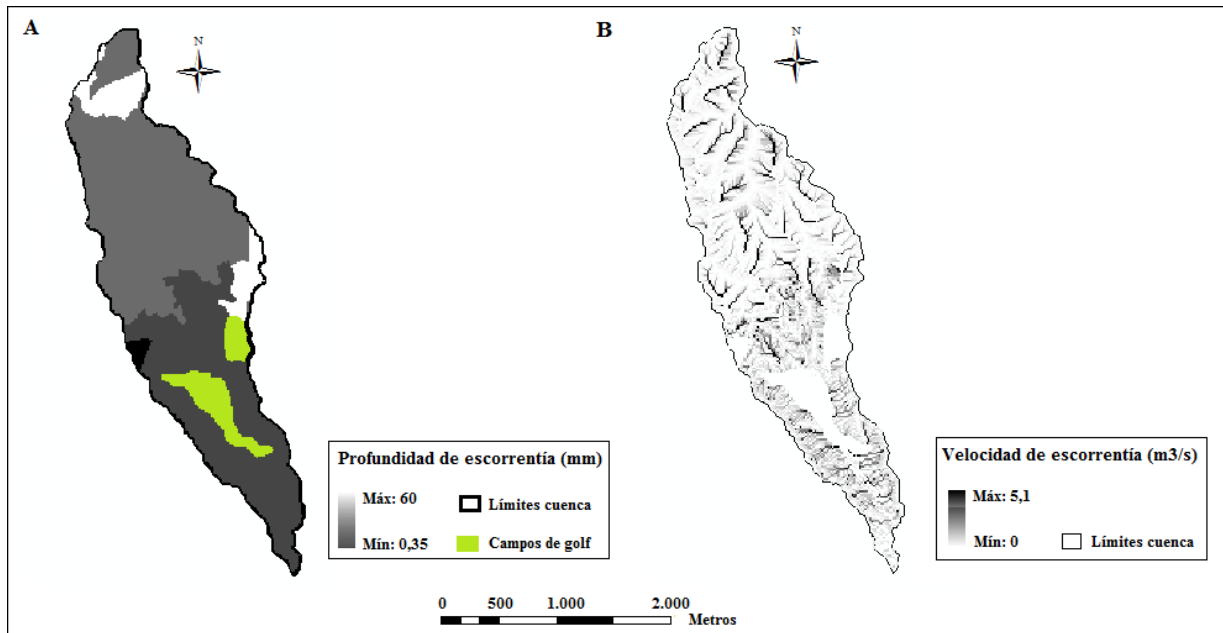 A
N
Profundidad de escorrentía (mm)
Máx: 60
Límites cuenca
Mín: 0,35
Campos de golf
B
N
Velocidad de escorrentía (m3/s)
Máx: 5,1
Mín: 0
Límites cuenca
0 500 1.000 2.000
Metros